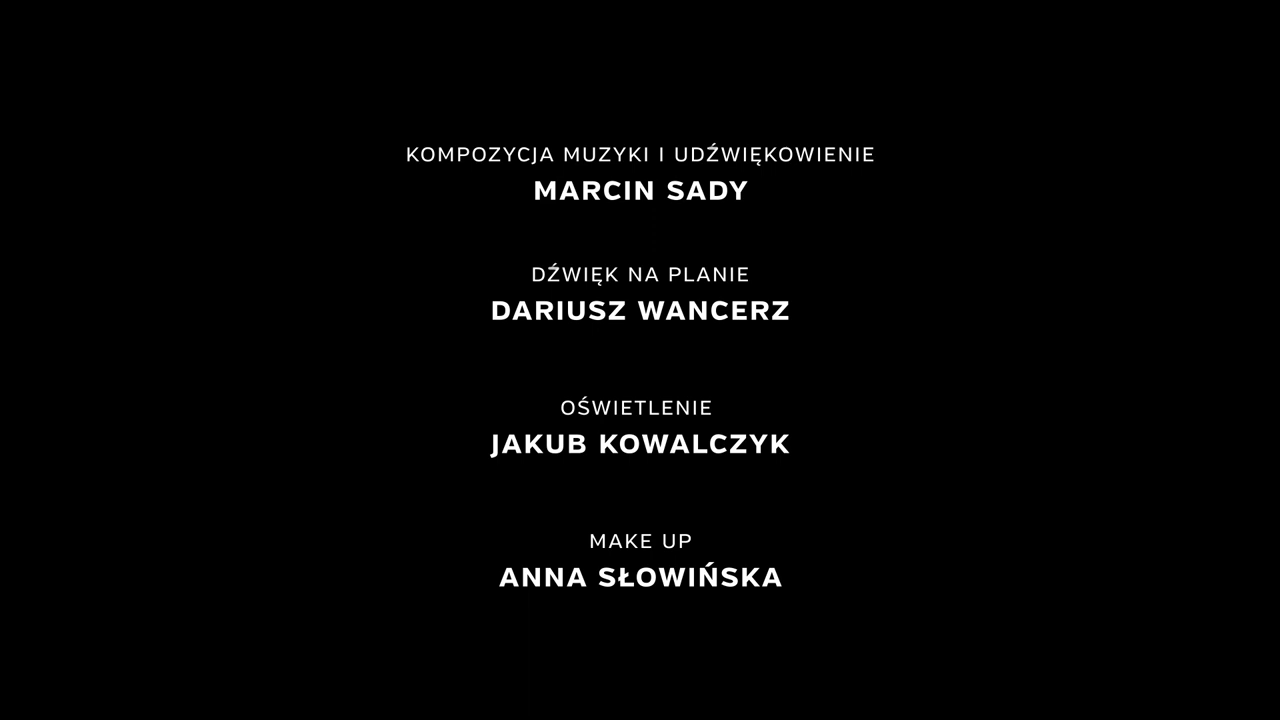 KOMPOZYCJA MUZYKI I UDŹWIĘKOWIENIE
MARCIN SADY
DŹWIĘK NA PLANIE
DARIUSZ WANCERZ
OŚWIETLENIE
JAKUB KOWALCZYK
MAKE UP
ANNA SŁOWIŃSKA